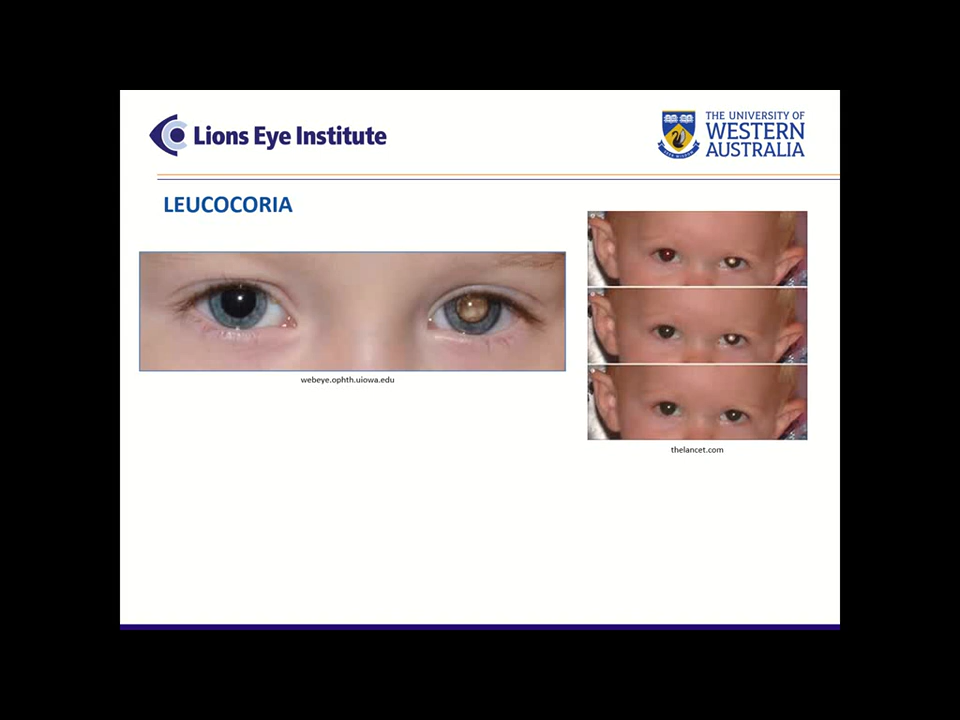 Lions Eye Institute
THE UNIVERSITY OF
WESTERN
AUSTRALIA
LEUCOCORIA
webeye.ophth.uiowa.edu
thelancet.com